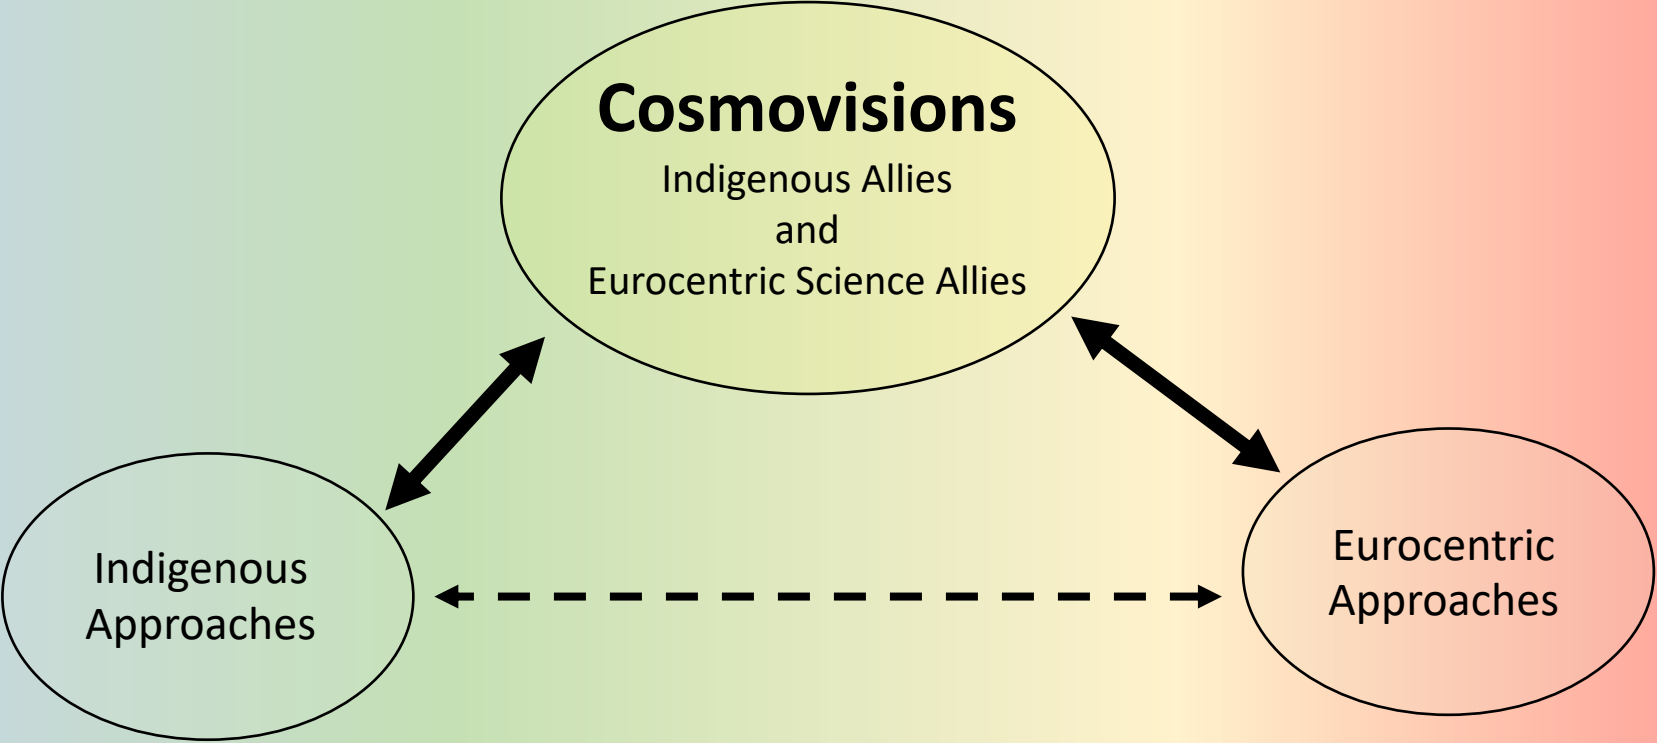 Cosmovisions
Indigenous Allies
and
Eurocentric Science Allies
Indigenous
Approaches
Eurocentric
Approaches